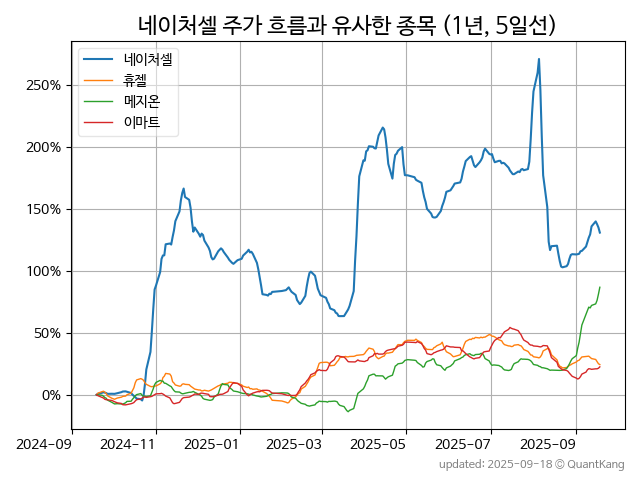 네이처셀 주가 흐름과 유사한 종목 (1년, 5일선)
네이처셀
휴젤
메지온
이마트
250%
200%
150%
100%
50%
0%
2024-09 2024-11 2025-01 2025-03 2025-05 2025-07 2025-09
updated: 2025-09-18 © QuantKang